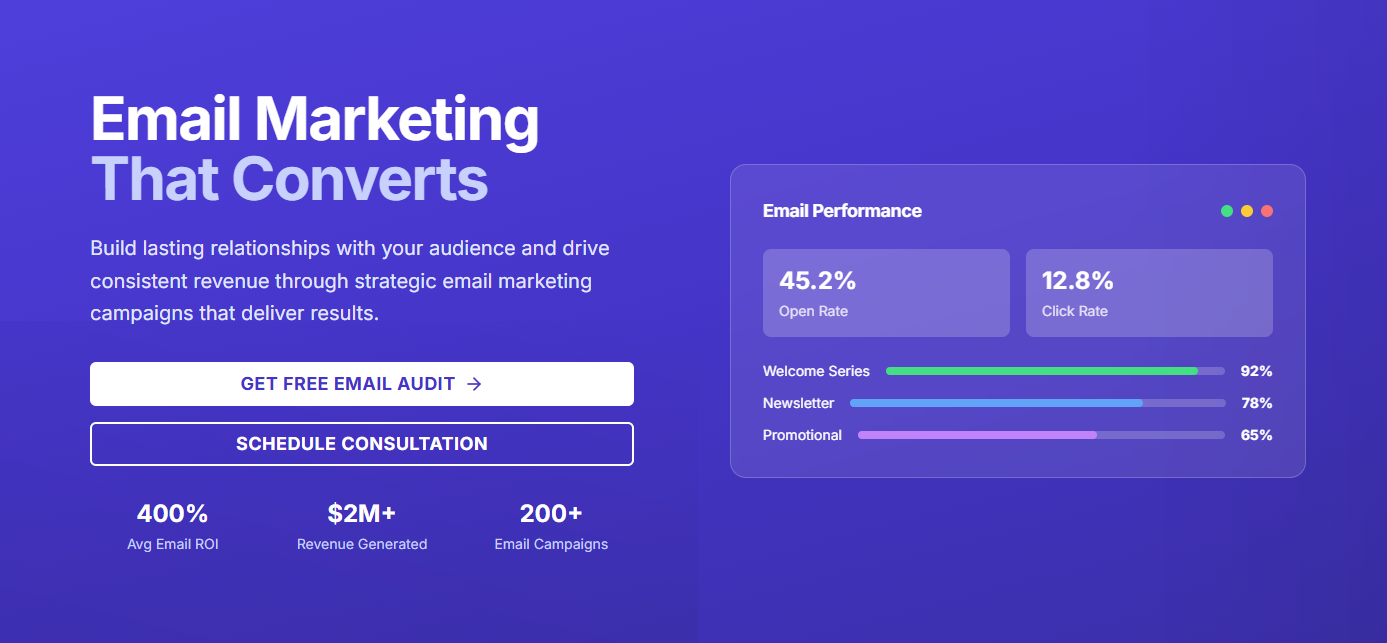 Email Marketing
That Converts
Build lasting relationships with your audience and drive
consistent revenue through strategic email marketing
campaigns that deliver results.
GET FREE EMAIL AUDIT →
SCHEDULE CONSULTATION
400% $2M+ 200+
Avg Email ROI Revenue Generated Email Campaigns
Email Performance
45.2% 12.8%
Open Rate Click Rate
Welcome Series 92%
Newsletter 78%
Promotional 65%